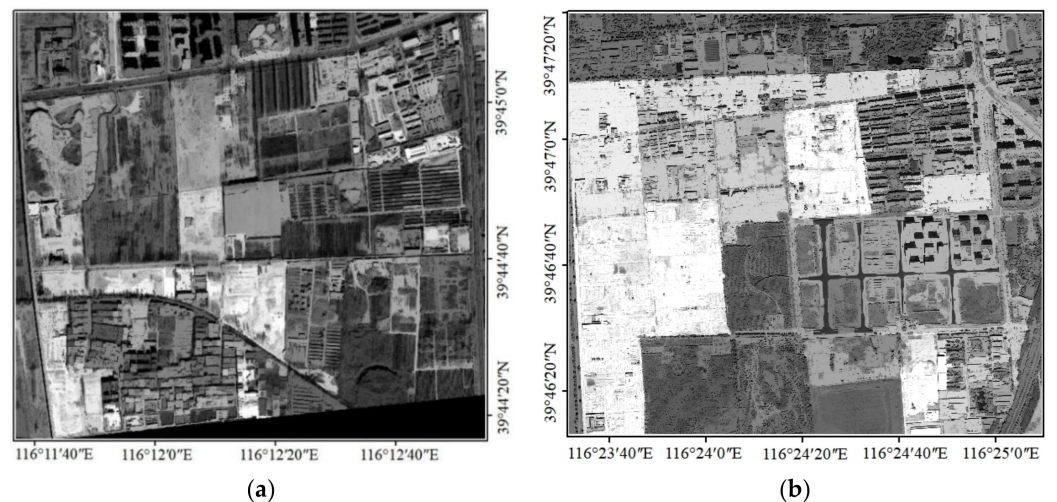 39°45′0″N
39°44′40″N
39°44′20″N
116°11′40″E 116°12′0″E 116°12′20″E 116°12′40″E
(a)
39°47′20″N
39°47′0″N
39°46′40″N
39°46′20″N
116°23′40″E 116°24′0″E 116°24′20″E 116°24′40″E 116°25′0″E
(b)